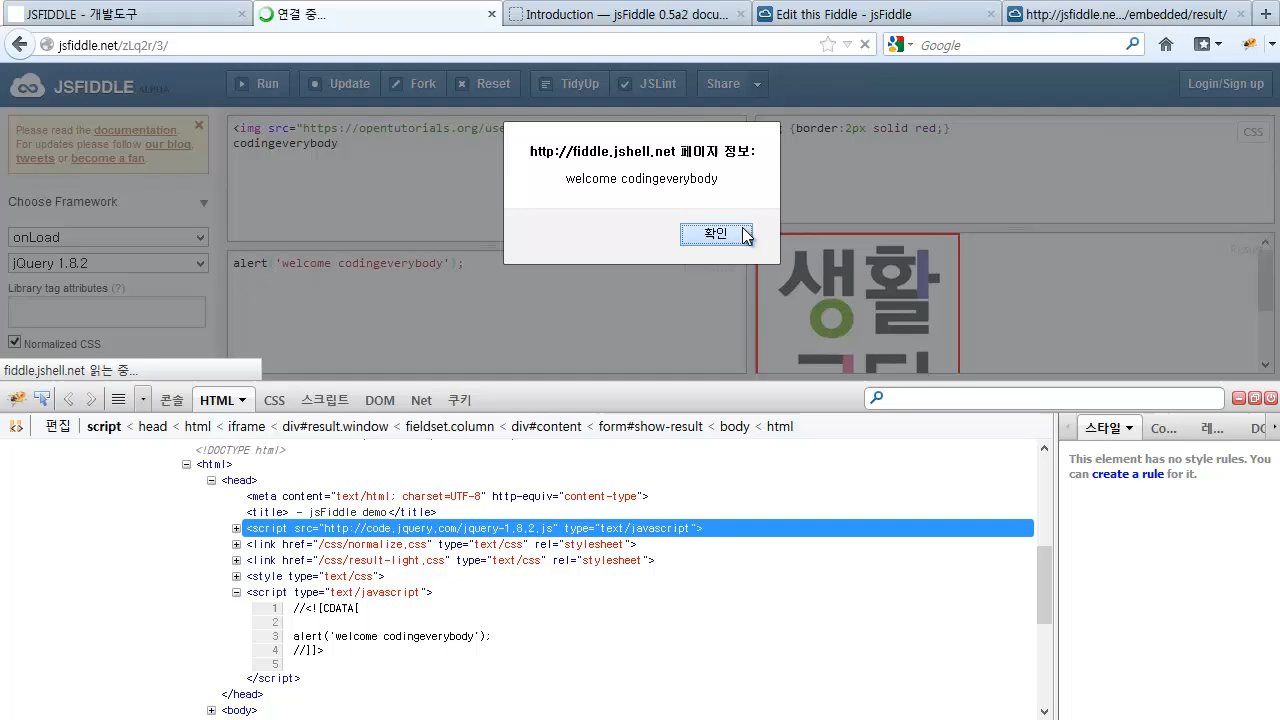 JSFIDDLE - 개발도구
연결 중...
Introduction — jsFiddle 0.5a2 docu...
Edit this Fiddle - jsFiddle
http://jsfiddle.ne.../embedded/result/
jsfiddle.net/zLq2r/3/
Google
JSFIDDLE ALPHA
Run
Update
Fork
Reset
TidyUp
JSLint
Share
Login/Sign up
Please read the documentation.
For updates please follow our blog,
tweets or become a fan.
Choose Framework
onLoad
jQuery 1.8.2
Library tag attributes (?)
Normalized CSS
fiddle.jshell.net 읽는 중...
<img src="https://opentutorials.org/use
codingeverybody
alert('welcome codingeverybody');
http://fiddle.jshell.net 페이지 정보:
welcome codingeverybody
확인
{border:2px solid red;}
CSS
Result
생활
콘솔
HTML
CSS
스크립트
DOM
Net
쿠키
편집
script < head < html < iframe < div#result.window < fieldset.column < div#content < form#show-result < body < html
스타일
Co...
레...
DO
This element has no style rules. You
can create a rule for it.
<!DOCTYPE html>
<html>
<head>
<meta content="text/html; charset=UTF-8" http-equiv="content-type">
<title> - jsFiddle demo</title>
<script src="http://code.jquery.com/jquery-1.8.2.js" type="text/javascript">
<link href="/css/normalize.css" type="text/css" rel="stylesheet">
<link href="/css/result-light.css" type="text/css" rel="stylesheet">
<style type="text/css">
<script type="text/javascript">
1 //<![CDATA[
2
3 alert('welcome codingeverybody');
4 //]]>
5
</script>
</head>
<body>